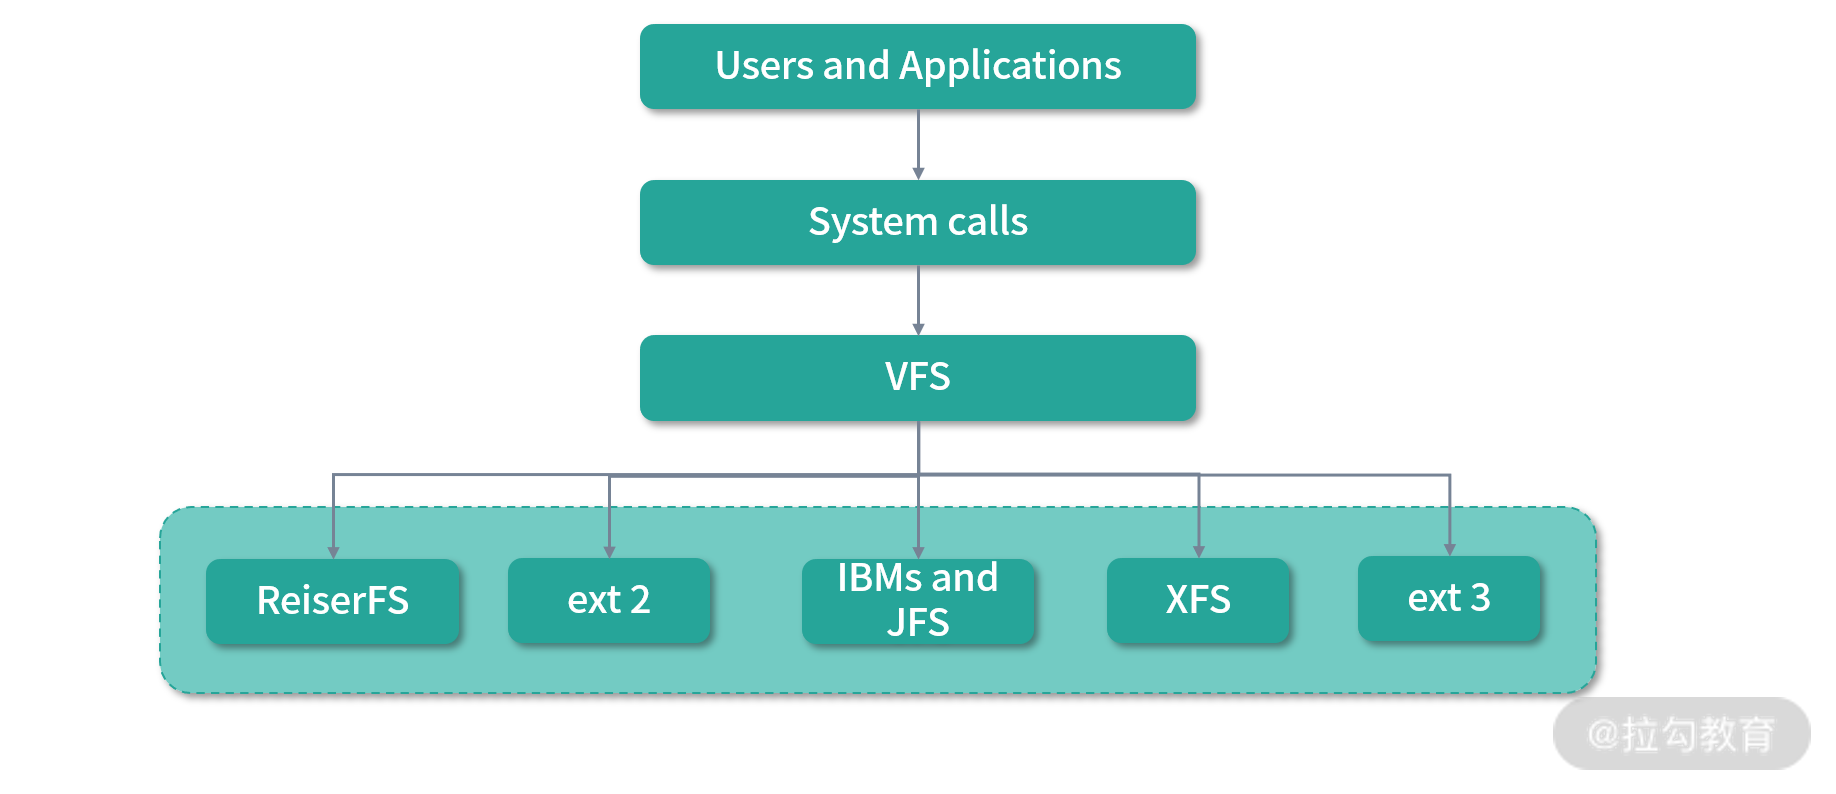 Users and Applications
System calls
VFS
ReiserFS
ext 2
IBMs and
JFS
XFS
ext 3
@拉勾教育